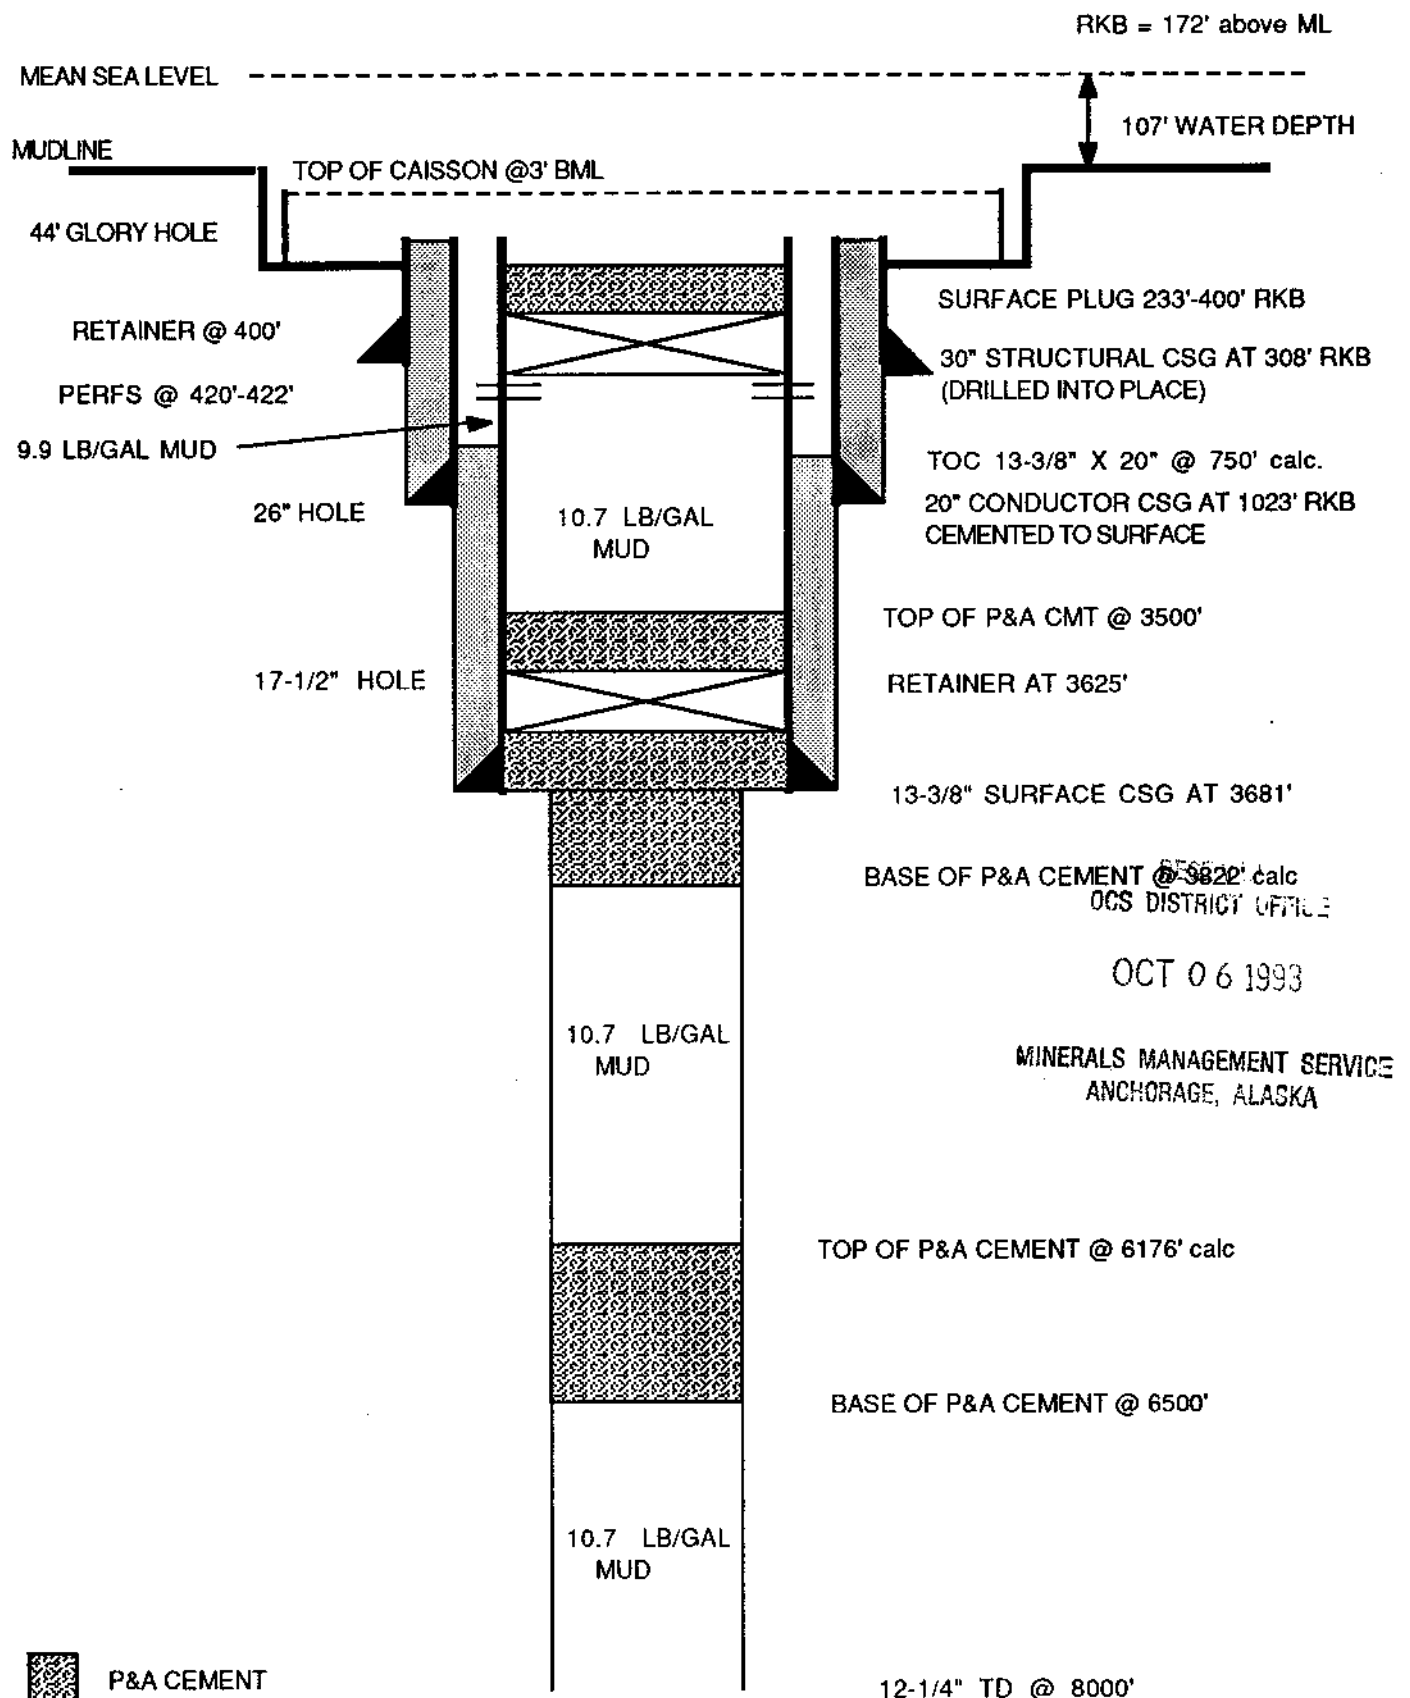 RKB = 172' above ML
MEAN SEA LEVEL
107' WATER DEPTH
MUDLINE
TOP OF CAISSON @3' BML
44' GLORY HOLE
SURFACE PLUG 233'-400' RKB
RETAINER @ 400'
30" STRUCTURAL CSG AT 308' RKB
(DRILLED INTO PLACE)
PERFS @ 420'-422'
9.9 LB/GAL MUD
TOC 13-3/8" X 20" @ 750' calc.
26" HOLE
20" CONDUCTOR CSG AT 1023' RKB
CEMENTED TO SURFACE
10.7 LB/GAL
MUD
TOP OF P&A CMT @ 3500'
17-1/2" HOLE
RETAINER AT 3625'
13-3/8" SURFACE CSG AT 3681'
BASE OF P&A CEMENT @ 3822' calc
OCS DISTRICT OFFICE
OCT 06 1993
10.7 LB/GAL
MUD
MINERALS MANAGEMENT SERVICE
ANCHORAGE, ALASKA
TOP OF P&A CEMENT @ 6176' calc
BASE OF P&A CEMENT @ 6500'
10.7 LB/GAL
MUD
P&A CEMENT
12-1/4" TD @ 8000'